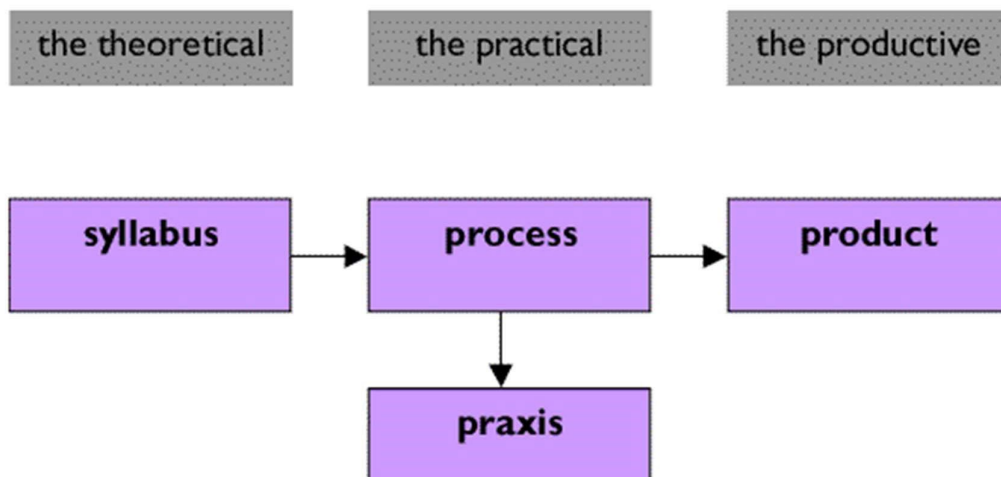 the theoretical
the practical
the productive
syllabus
process
product
praxis